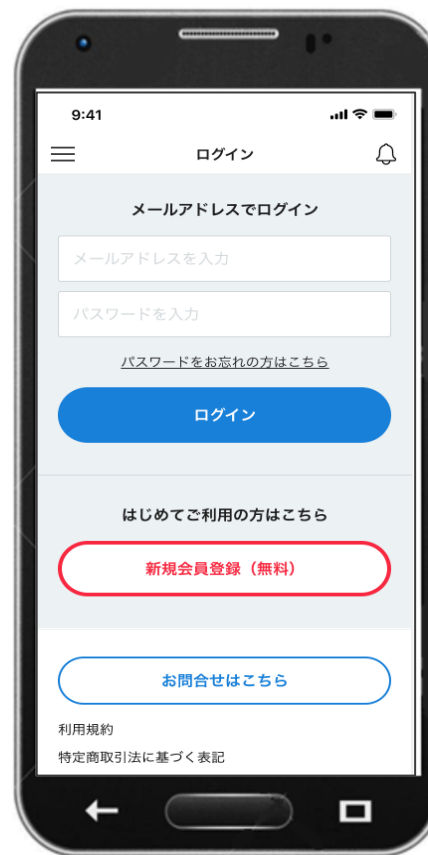 9:41
ログイン
メールアドレスでログイン
メールアドレスを入力
パスワードを入力
パスワードをお忘れの方はこちら
ログイン
はじめてご利用の方はこちら
新規会員登録（無料）
お問合せはこちら
利用規約
特定商取引法に基づく表記